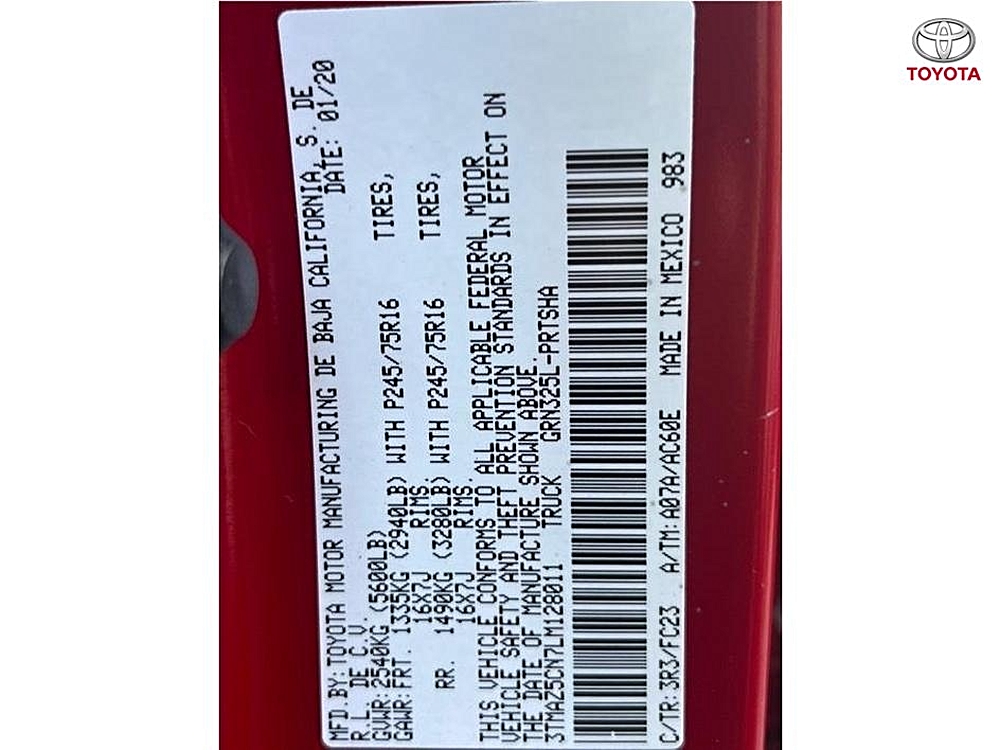 MFD.BY:TOYOTA MOTOR MANUFACTURING DE BAJA CALIFORNIA, S. DE
R.L. DE C.V. DATE: 01/20
GVWR:2540KG (5600LB)
GAWR:FRT. 1335KG (2940LB) WITH P245/75R16 TIRES,
16X7J RIMS.
RR. 1490KG (3280LB) WITH P245/75R16 TIRES,
16X7J RIMS.
THIS VEHICLE CONFORMS TO ALL APPLICABLE FEDERAL MOTOR
VEHICLE SAFETY AND THEFT PREVENTION STANDARDS IN EFFECT ON
THE DATE OF MANUFACTURE SHOWN ABOVE.
3TMAZ5CN7LM128011 TRUCK GRN325L-PRTSHA
C/TR:3R3/FC23 A/TM:A07A/AC60E MADE IN MEXICO 983
TOYOTA